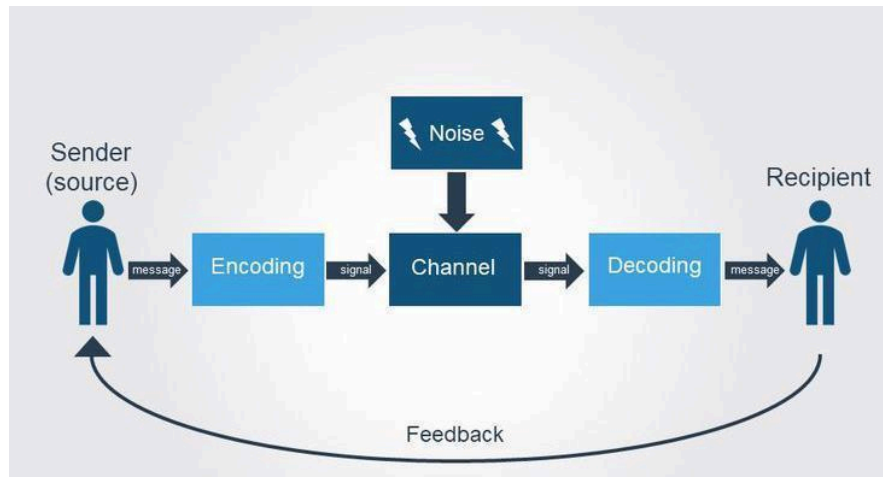 Noise
Sender
(source)
Recipient
message
Encoding
signal
Channel
signal
Decoding
message
Feedback